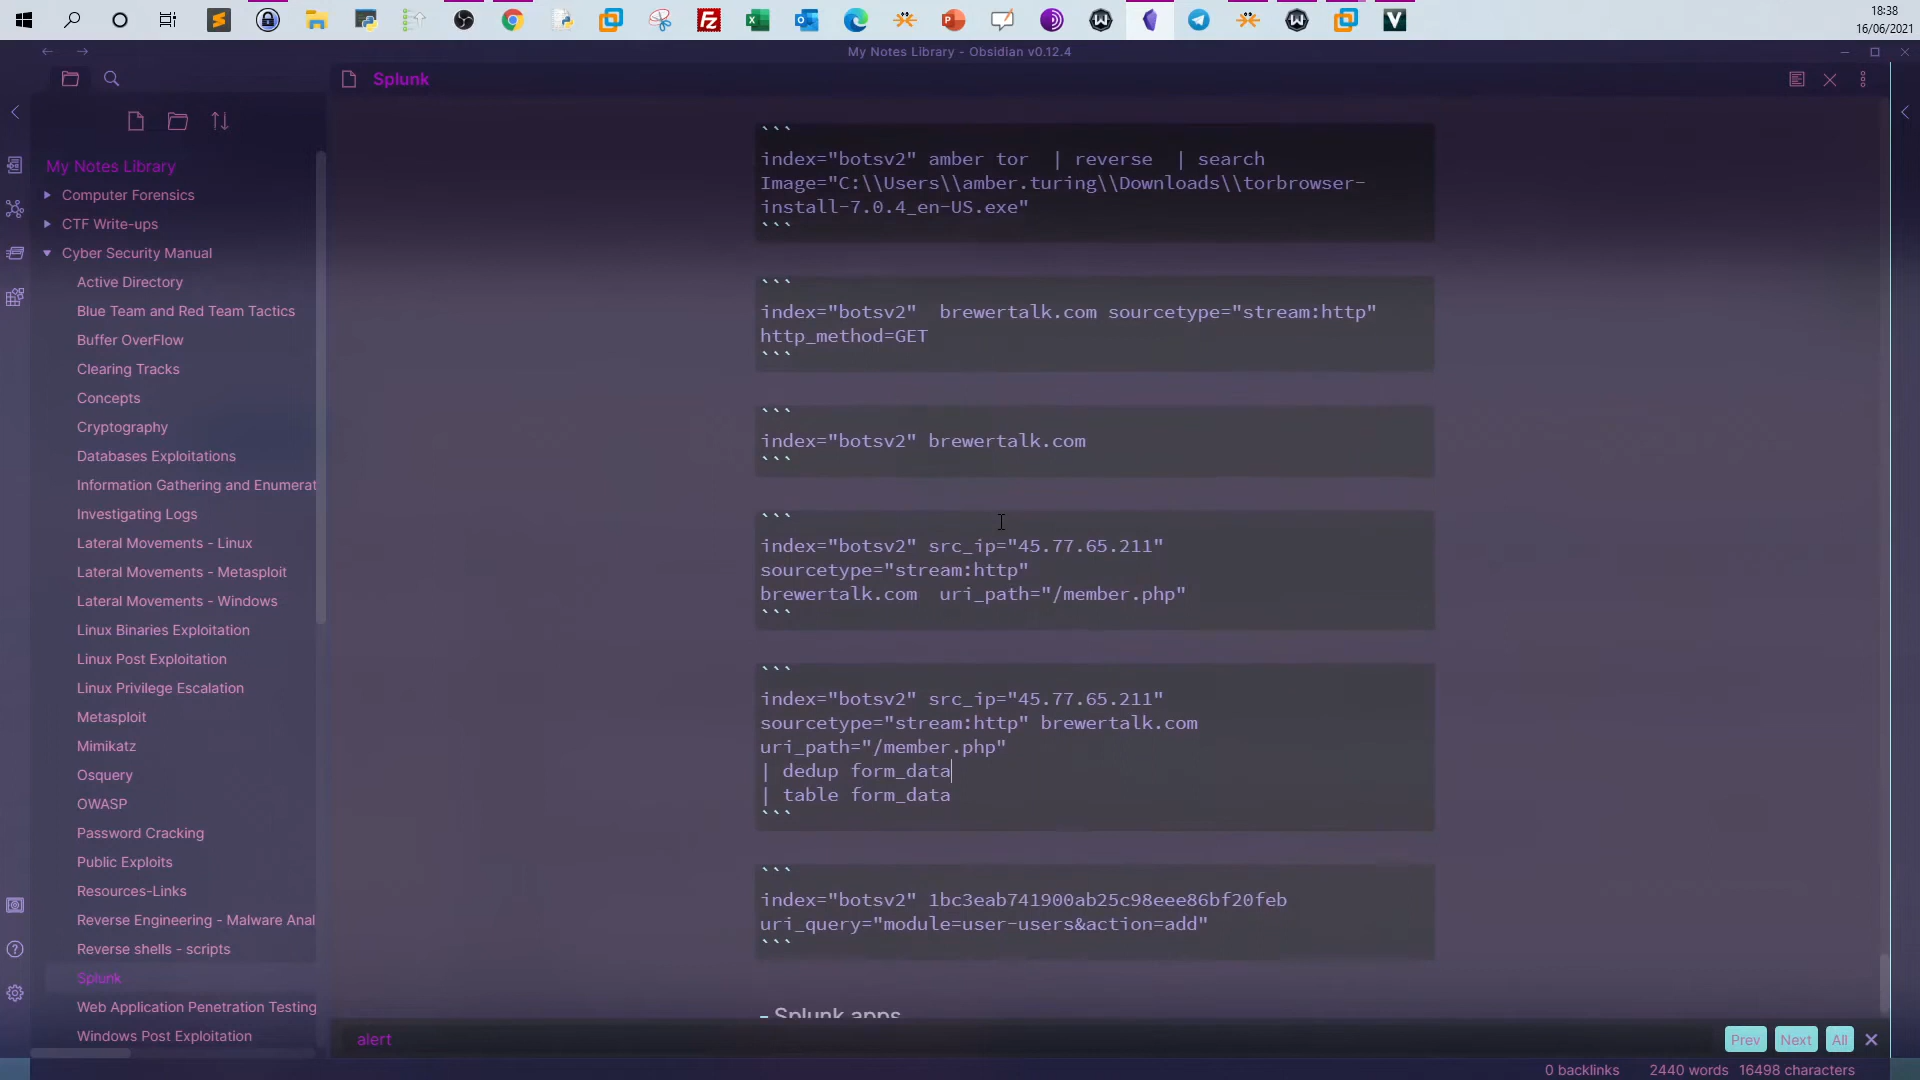 18:38
16/06/2021
My Notes Library - Obsidian v0.12.4
Splunk
My Notes Library
Computer Forensics
CTF Write-ups
Cyber Security Manual
Active Directory
Blue Team and Red Team Tactics
Buffer OverFlow
Clearing Tracks
Concepts
Cryptography
Databases Exploitations
Information Gathering and Enumerat
Investigating Logs
Lateral Movements - Linux
Lateral Movements - Metasploit
Lateral Movements - Windows
Linux Binaries Exploitation
Linux Post Exploitation
Linux Privilege Escalation
Metasploit
Mimikatz
Osquery
OWASP
Password Cracking
Public Exploits
Resources-Links
Reverse Engineering - Malware Anal
Reverse shells - scripts
Splunk
Web Application Penetration Testing
Windows Post Exploitation
```
index="botsv2" amber tor  | reverse  | search
Image="C:\\Users\\amber.turing\\Downloads\\torbrowser-
install-7.0.4_en-US.exe"
```
```
index="botsv2"  brewertalk.com sourcetype="stream:http"
http_method=GET
```
```
index="botsv2" brewertalk.com
```
```
index="botsv2" src_ip="45.77.65.211"
sourcetype="stream:http"
brewertalk.com  uri_path="/member.php"
```
```
index="botsv2" src_ip="45.77.65.211"
sourcetype="stream:http" brewertalk.com
uri_path="/member.php"
| dedup form_data
| table form_data
```
```
index="botsv2" 1bc3eab741900ab25c98eee86bf20feb
uri_query="module=user-users&action=add"
```
- Splunk apps
alert
Prev Next All
0 backlinks 2440 words 16498 characters